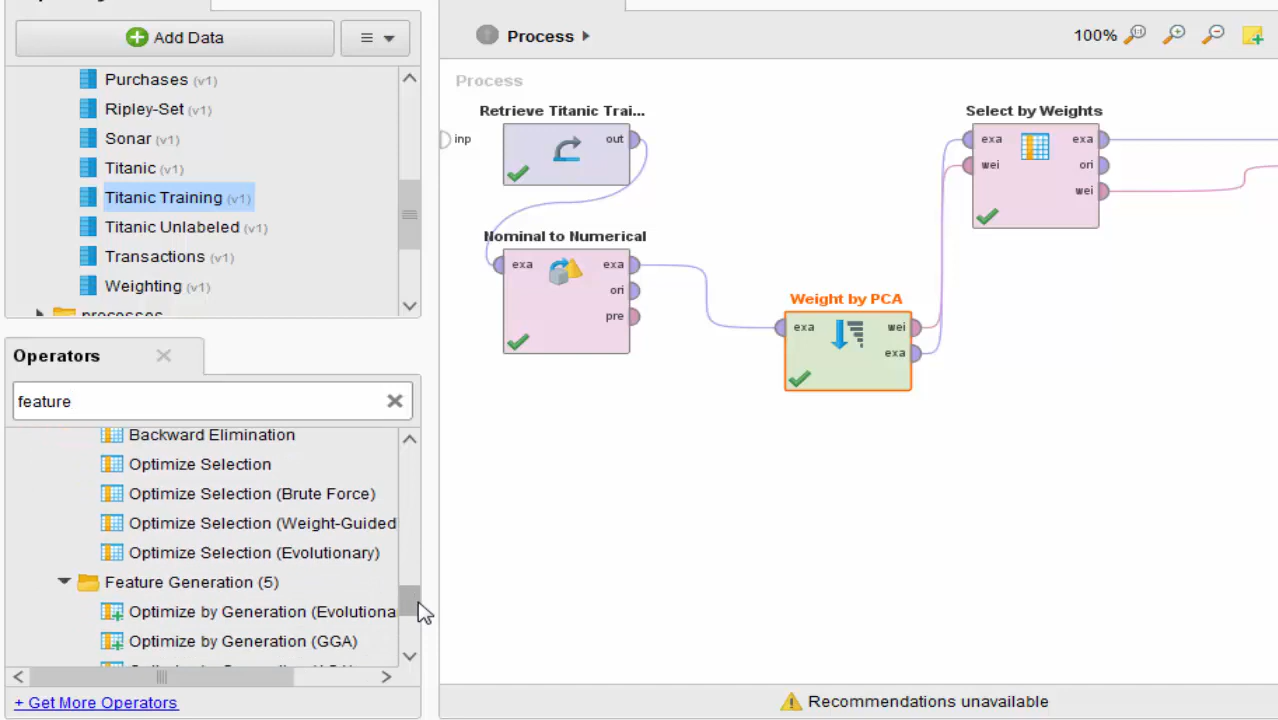 Add Data
Purchases (v1)
Ripley-Set (v1)
Sonar (v1)
Titanic (v1)
Titanic Training (v1)
Titanic Unlabeled (v1)
Transactions (v1)
Weighting (v1)
processes
Operators
feature
Backward Elimination
Optimize Selection
Optimize Selection (Brute Force)
Optimize Selection (Weight-Guided
Optimize Selection (Evolutionary)
Feature Generation (5)
Optimize by Generation (Evolutiona
Optimize by Generation (GGA)
+ Get More Operators
Process
100%
Process
inp
Retrieve Titanic Trai...
out
Nominal to Numerical
exa exa
ori
pre
Weight by PCA
exa wei
exa
Select by Weights
exa exa
wei ori
wei
Recommendations unavailable